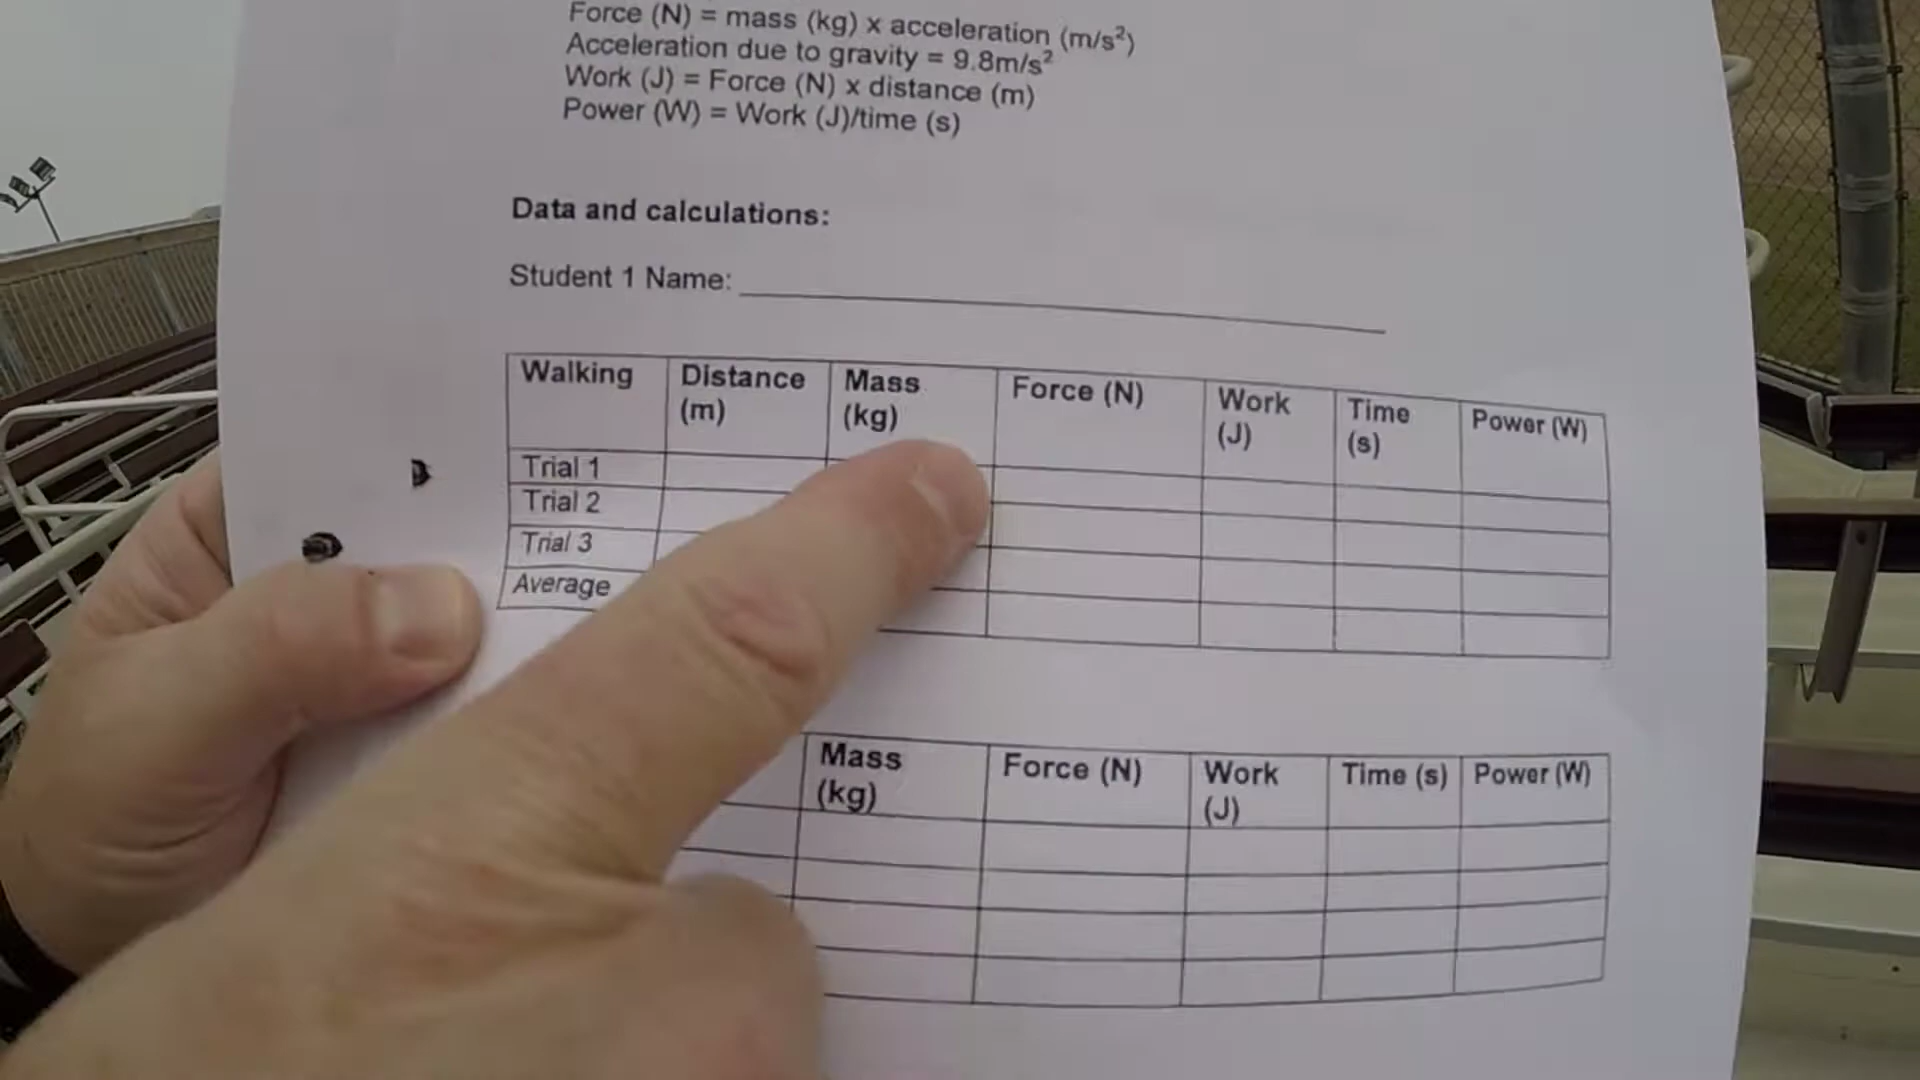 Force (N) = mass (kg) x acceleration (m/s²)
Acceleration due to gravity = 9.8m/s²
Work (J) = Force (N) x distance (m)
Power (W) = Work (J)/time (s)
Data and calculations:
Student 1 Name:
Walking Distance (m) Mass (kg) Force (N) Work (J) Time (s) Power (W)
Trial 1
Trial 2
Trial 3
Average
Mass (kg) Force (N) Work (J) Time (s) Power (W)